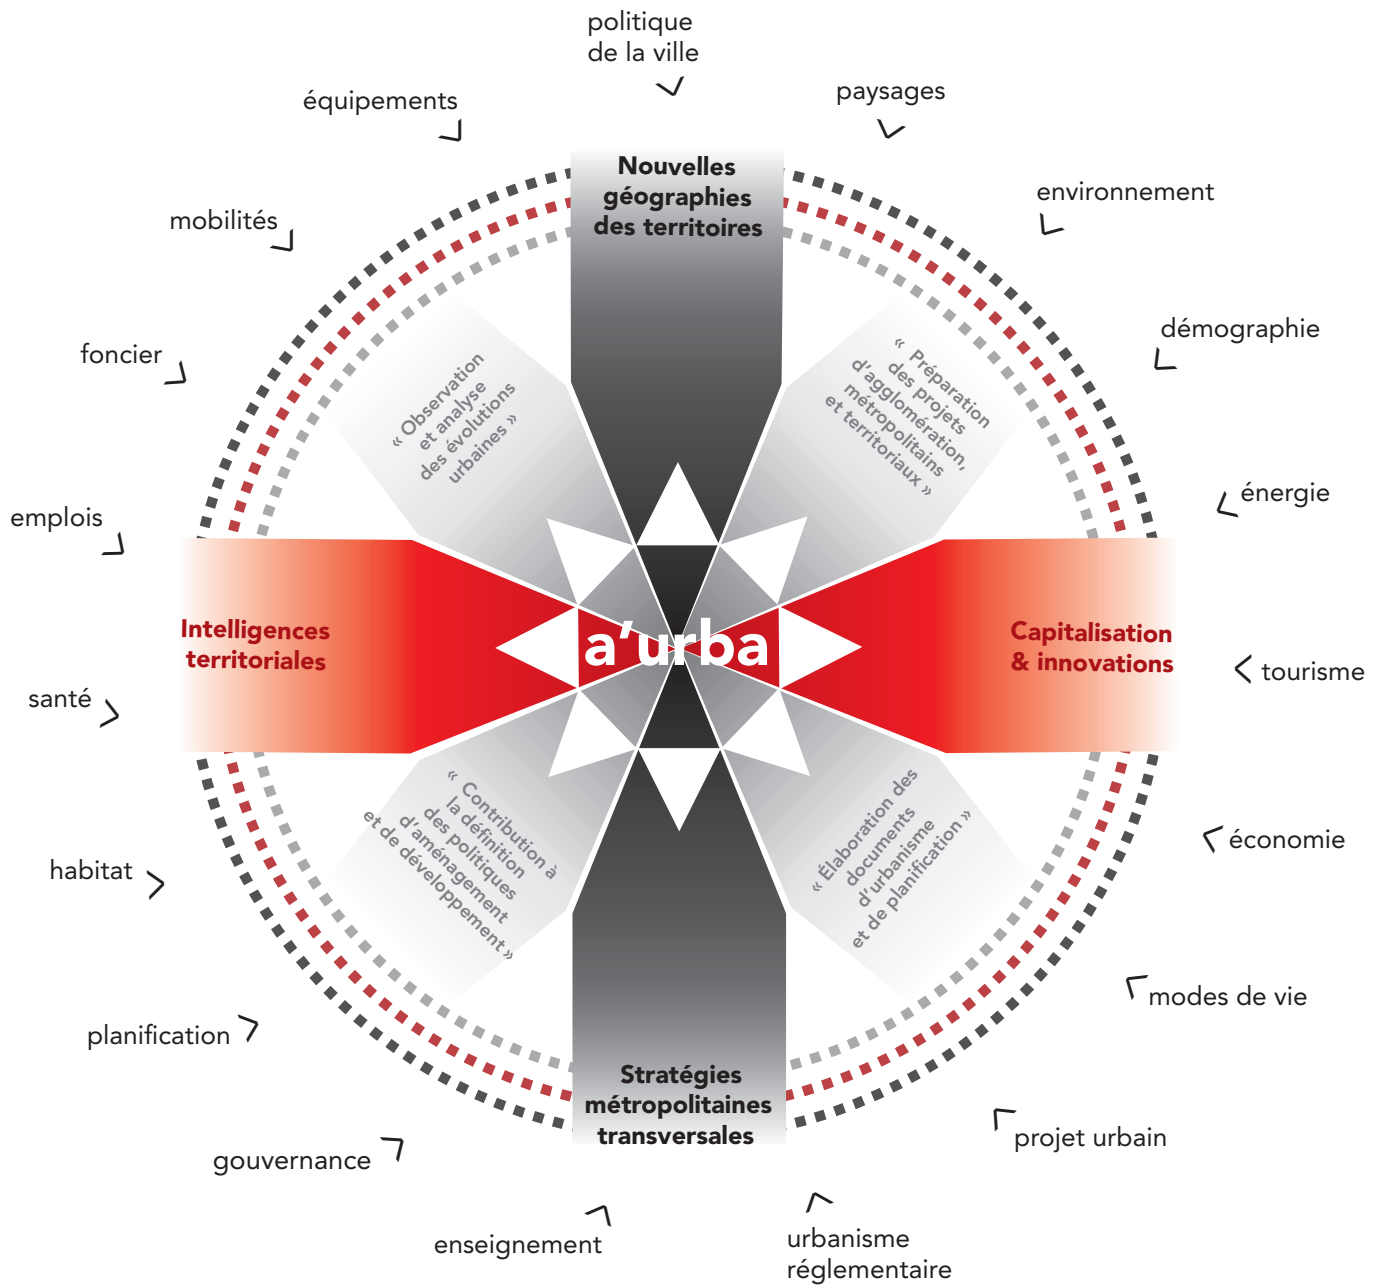 politique
de la ville
paysages
équipements
environnement
mobilités
démographie
foncier
énergie
emplois
tourisme
santé
économie
habitat
modes de vie
planification
projet urbain
gouvernance
urbanisme
réglementaire
enseignement
Nouvelles
géographies
des territoires
« Observation
et analyse
des évolutions
urbaines »
« Préparation
des projets
d'agglomération,
métropolitains
et territoriaux »
Intelligences
territoriales
a'urba
Capitalisation
& innovations
« Contribution à
la définition
des politiques
d'aménagement
et de développement »
« Élaboration des
documents
d'urbanisme
et de planification »
Stratégies
métropolitaines
transversales